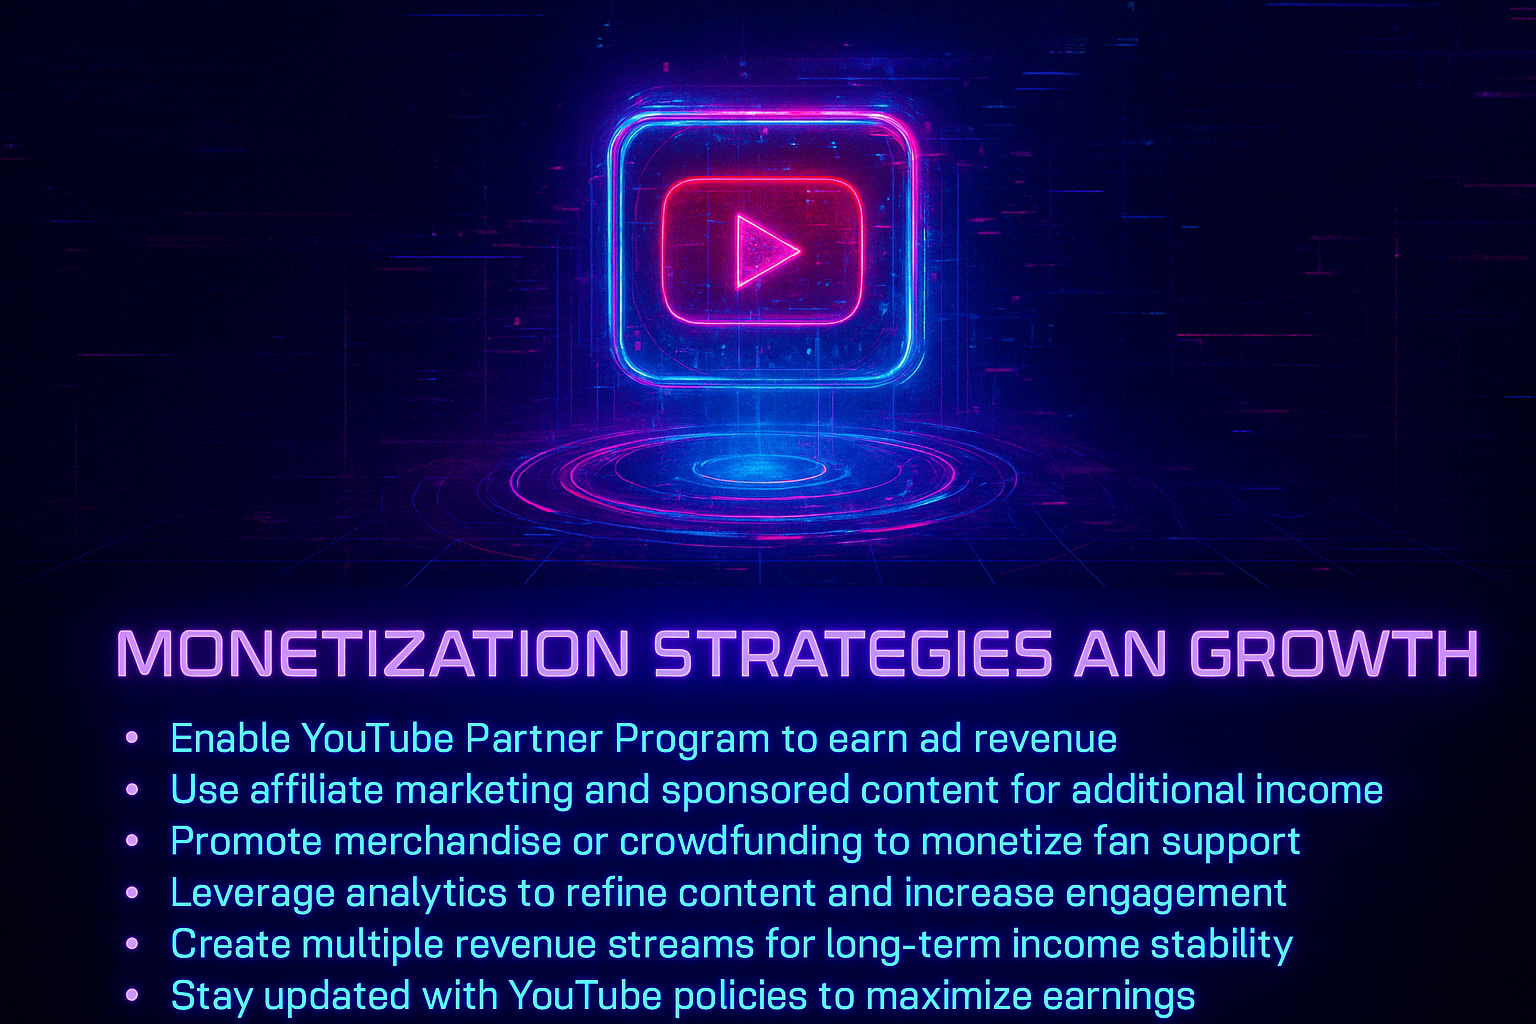 MONETIZATION STRATEGIES AN GROWTH
• Enable YouTube Partner Program to earn ad revenue
• Use affiliate marketing and sponsored content for additional income
• Promote merchandise or crowdfunding to monetize fan support
• Leverage analytics to refine content and increase engagement
• Create multiple revenue streams for long-term income stability
• Stay updated with YouTube policies to maximize earnings